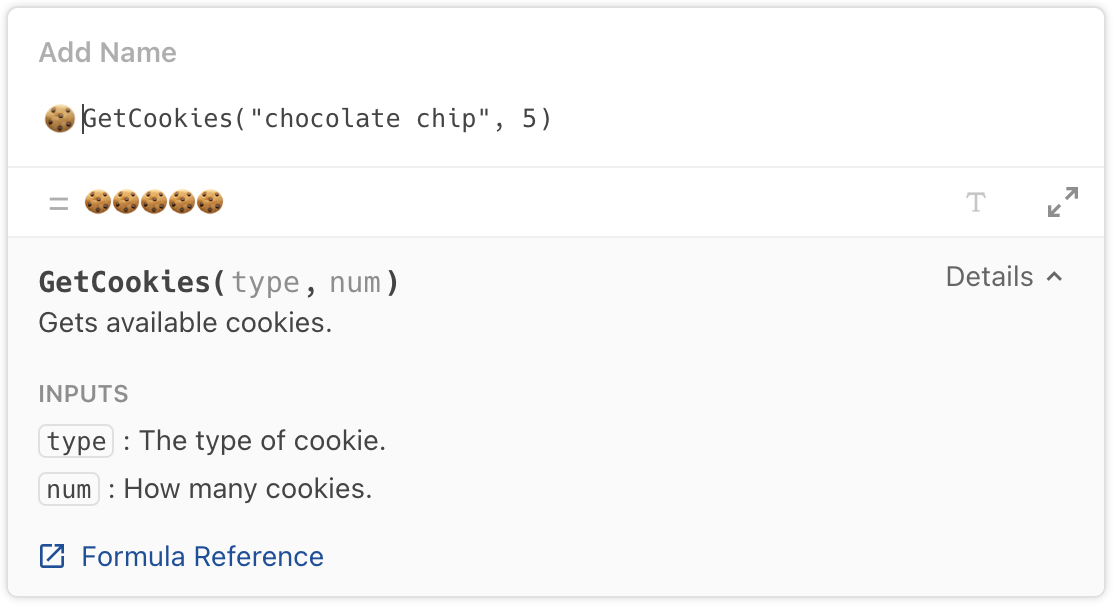 Add Name
🍪GetCookies("chocolate chip", 5)
= 🍪🍪🍪🍪🍪 T
GetCookies(type, num) Details
Gets available cookies.
INPUTS
type : The type of cookie.
num : How many cookies.
Formula Reference